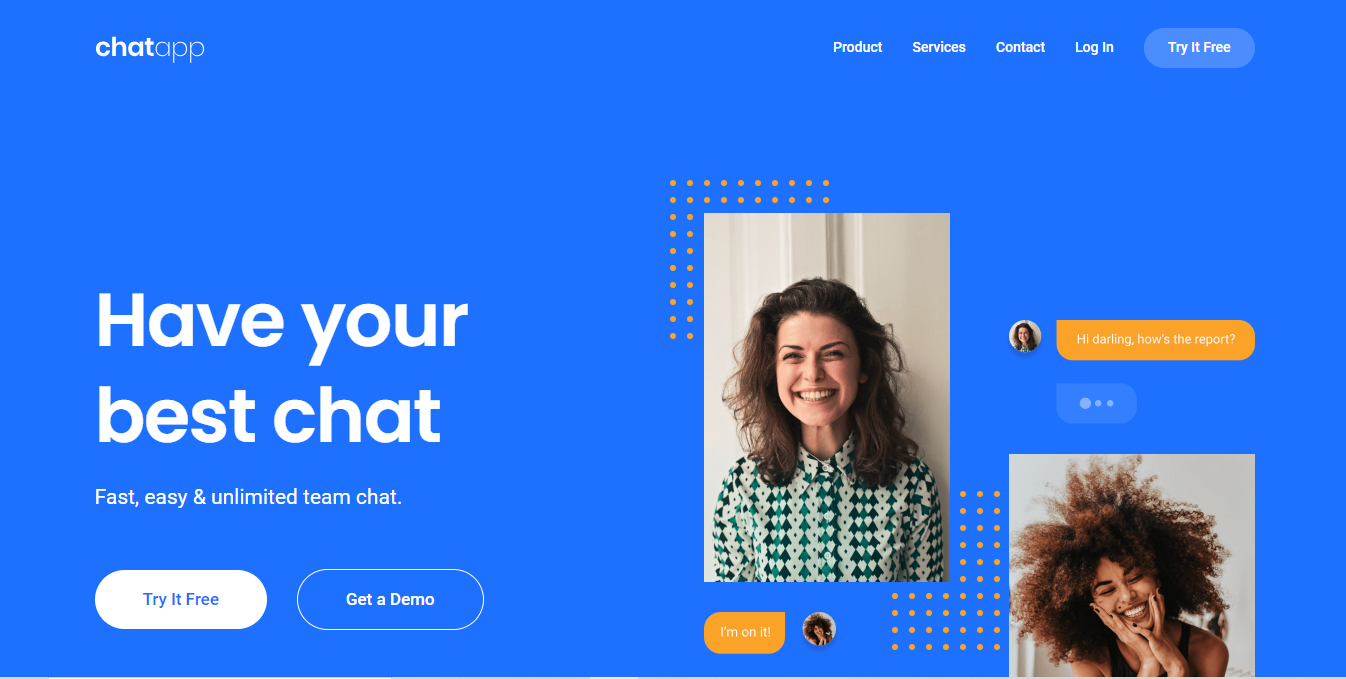 chatapp
Product Services Contact Log In Try It Free
Have your
best chat
Fast, easy & unlimited team chat.
Try It Free Get a Demo
Hi darling, how's the report?
I'm on it!